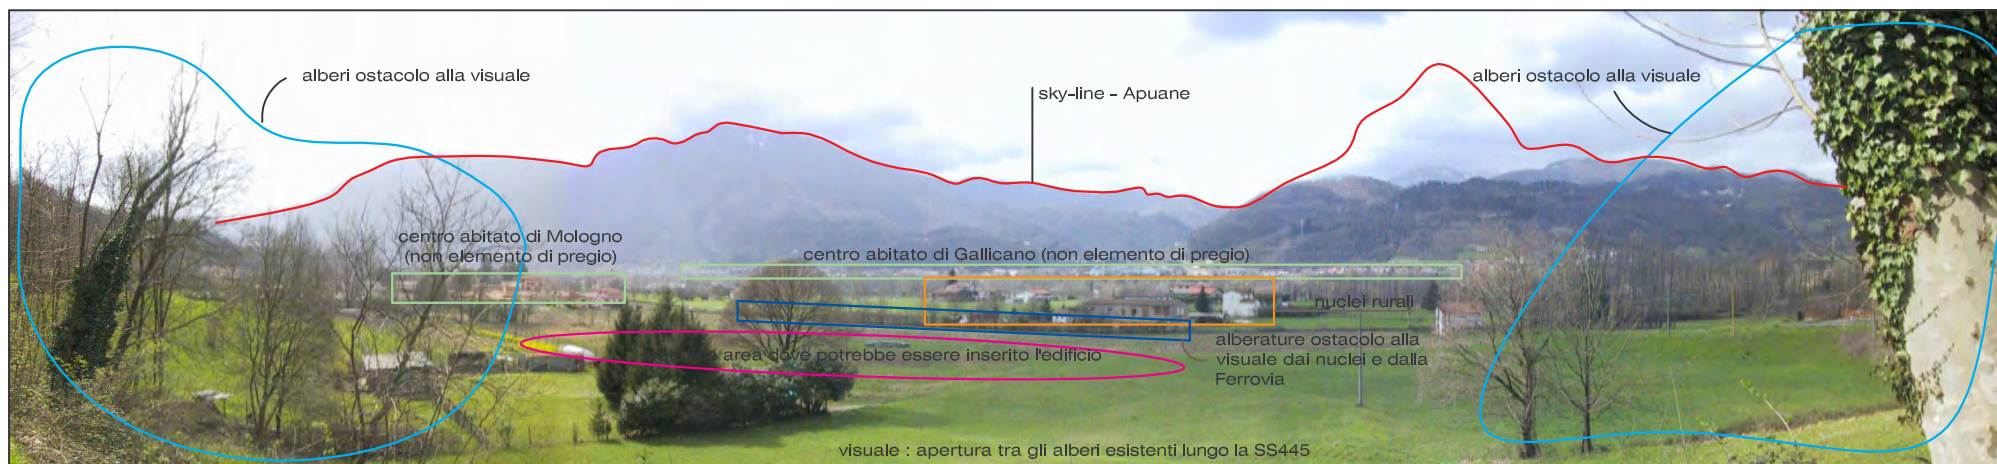 alberi ostacolo alla visuale
alberi ostacolo alla visuale
sky-line - Apuane
centro abitato di Mologno
(non elemento di pregio)
centro abitato di Gallicano (non elemento di pregio)
nuclei rurali
alberature ostacolo alla
visuale dai nuclei e dalla
Ferrovia
area dove potrebbe essere inserito l'edificio
visuale : apertura tra gli alberi esistenti lungo la SS445